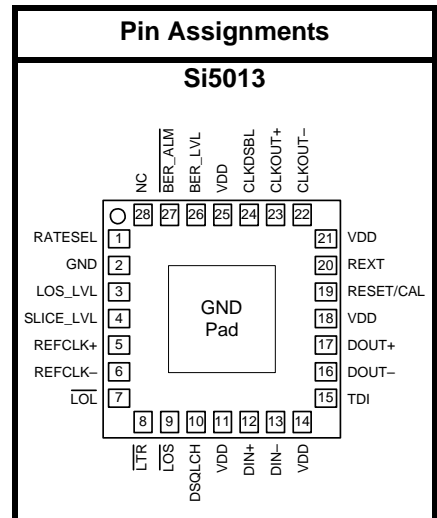 Pin Assignments
Si5013
NC
BER_ALM
BER_LVL
VDD
CLKDSBL
CLKOUT+
CLKOUT–
28 27 26 25 24 23 22
RATESEL 1
GND 2
LOS_LVL 3
SLICE_LVL 4
REFCLK+ 5
REFCLK– 6
LOL 7
GND
Pad
21 VDD
20 REXT
19 RESET/CAL
18 VDD
17 DOUT+
16 DOUT–
15 TDI
8 9 10 11 12 13 14
LTR
LOS
DSQLCH
VDD
DIN+
DIN–
VDD